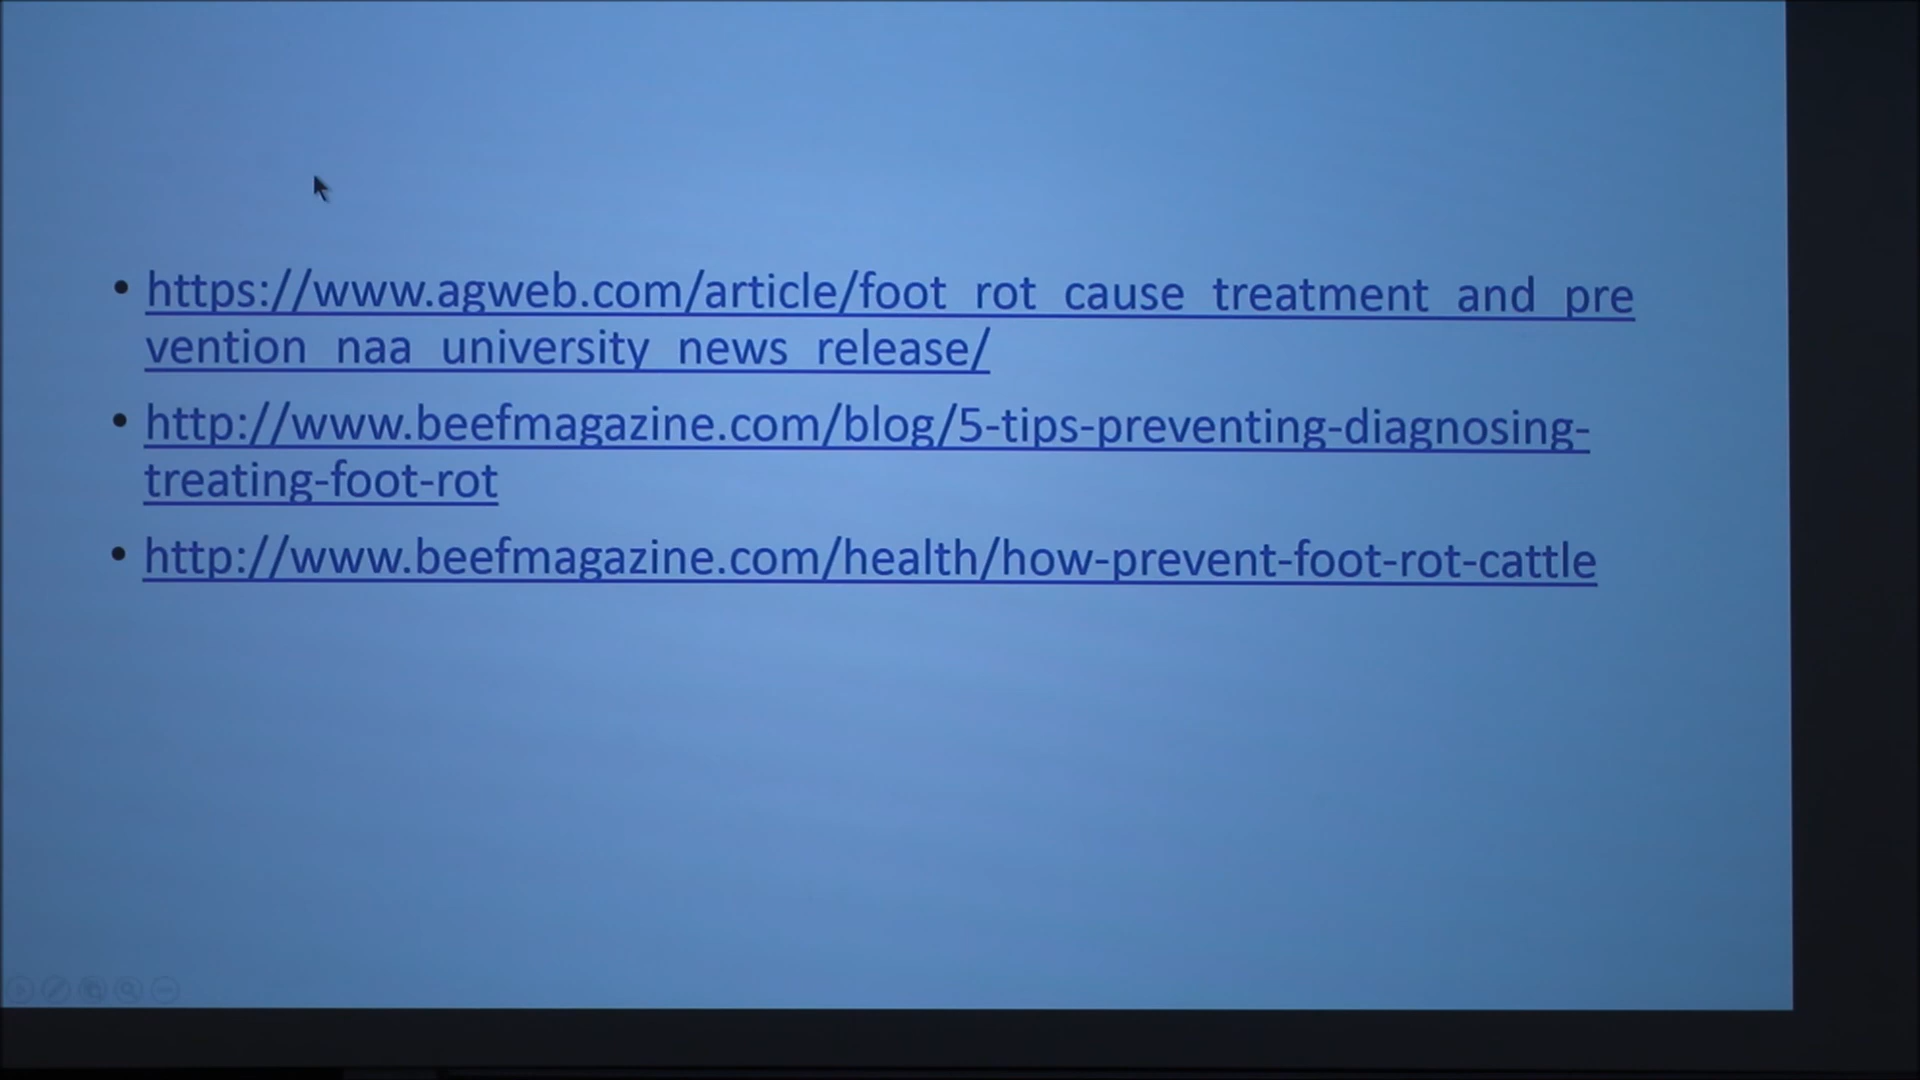 • https://www.agweb.com/article/foot_rot_cause_treatment_and_pre
vention_naa_university_news_release/
• http://www.beefmagazine.com/blog/5-tips-preventing-diagnosing-
treating-foot-rot
• http://www.beefmagazine.com/health/how-prevent-foot-rot-cattle